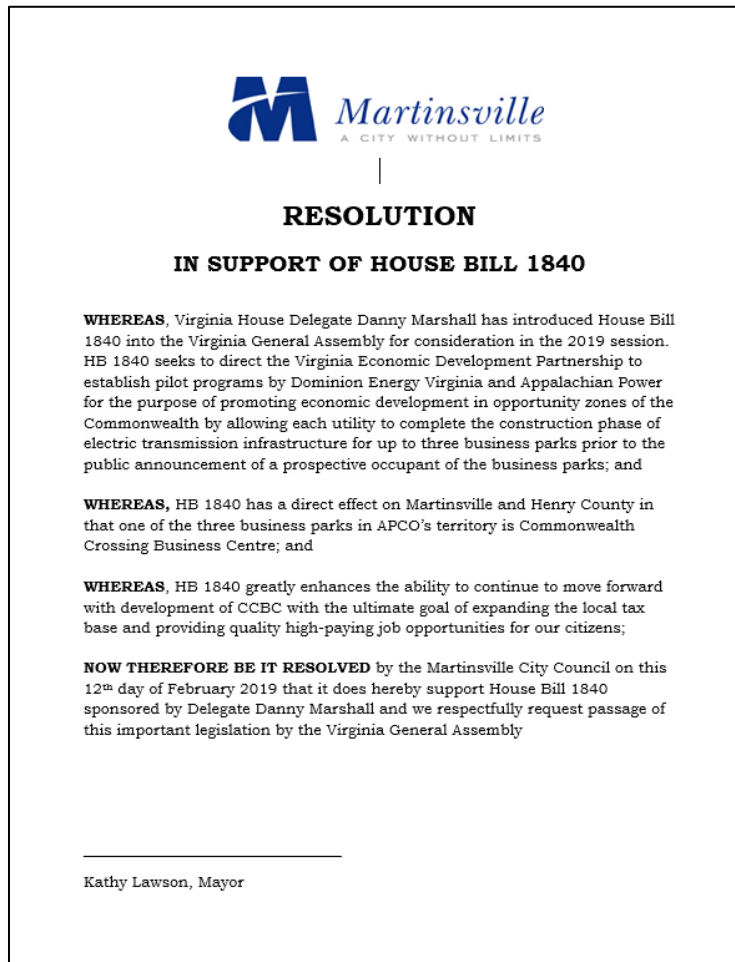 M Martinsville
A CITY WITHOUT LIMITS
RESOLUTION
IN SUPPORT OF HOUSE BILL 1840
WHEREAS, Virginia House Delegate Danny Marshall has introduced House Bill
1840 into the Virginia General Assembly for consideration in the 2019 session.
HB 1840 seeks to direct the Virginia Economic Development Partnership to
establish pilot programs by Dominion Energy Virginia and Appalachian Power
for the purpose of promoting economic development in opportunity zones of the
Commonwealth by allowing each utility to complete the construction phase of
electric transmission infrastructure for up to three business parks prior to the
public announcement of a prospective occupant of the business parks; and
WHEREAS, HB 1840 has a direct effect on Martinsville and Henry County in
that one of the three business parks in APCO's territory is Commonwealth
Crossing Business Centre; and
WHEREAS, HB 1840 greatly enhances the ability to continue to move forward
with development of CCBC with the ultimate goal of expanding the local tax
base and providing quality high-paying job opportunities for our citizens;
NOW THEREFORE BE IT RESOLVED by the Martinsville City Council on this
12th day of February 2019 that it does hereby support House Bill 1840
sponsored by Delegate Danny Marshall and we respectfully request passage of
this important legislation by the Virginia General Assembly
Kathy Lawson, Mayor